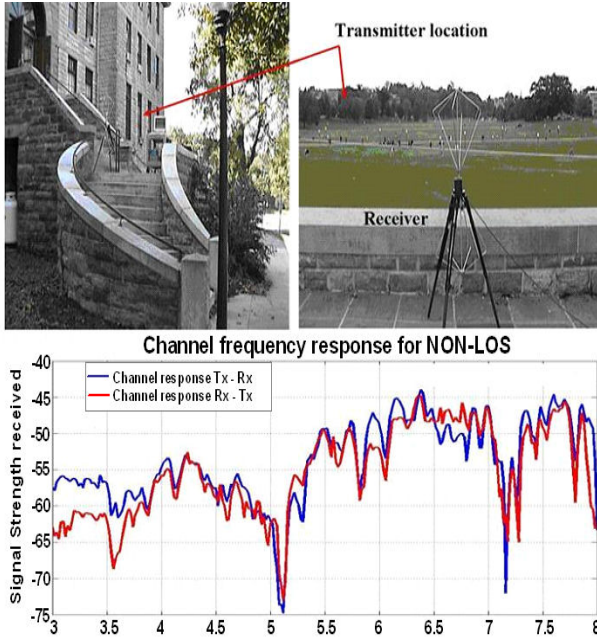 Transmitter location
Receiver
Channel frequency response for NON-LOS
Signal Strength received
Channel response Tx - Rx
Channel response Rx - Tx
-40
-45
-50
-55
-60
-65
-70
-75
3 3.5 4 4.5 5 5.5 6 6.5 7 7.5 8